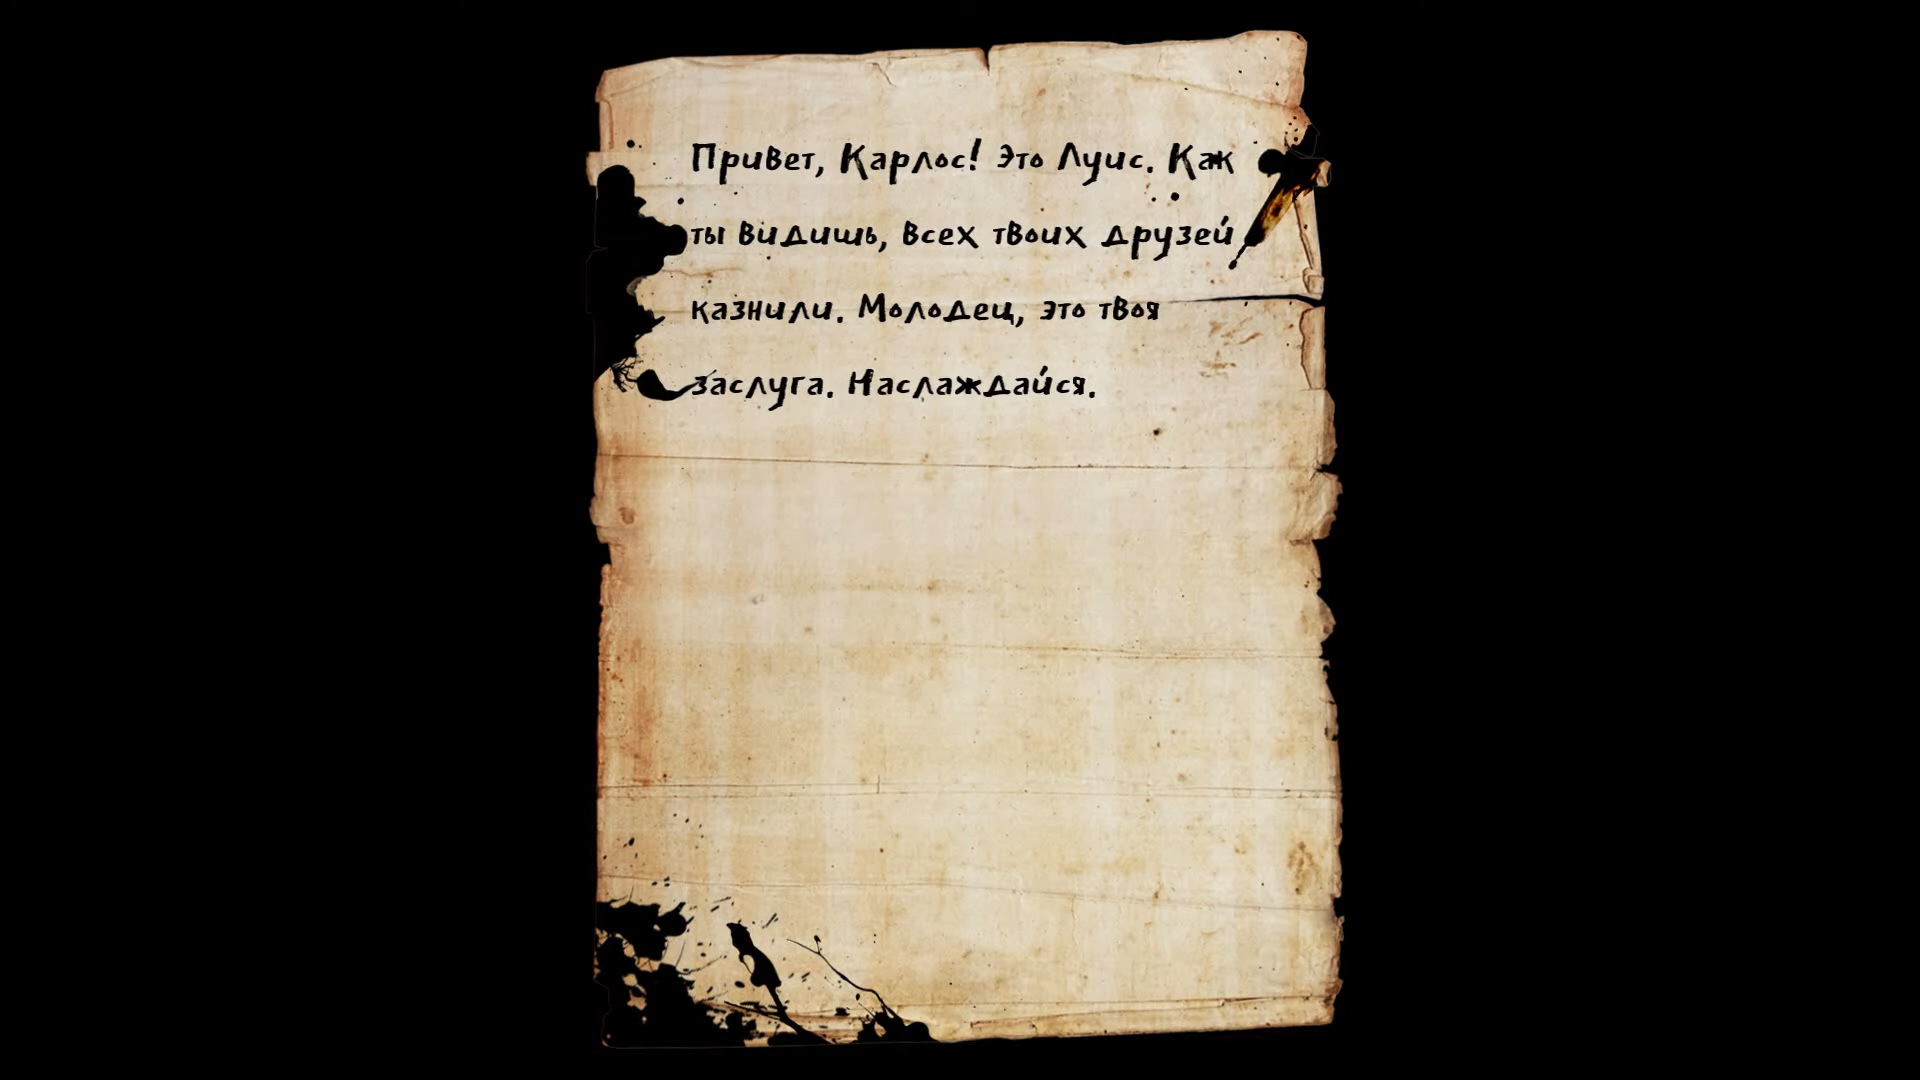 Привет, Карлос! Это Луис. Как
ты видишь, всех твоих друзей
казнили. Молодец, это твоя
заслуга. Наслаждайся.